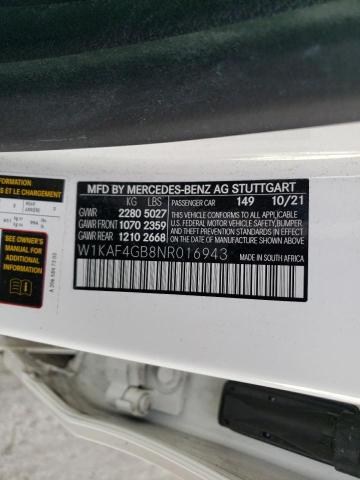 FORMATION
S ET LE CHARGEMENT
REAR
ARRIÈRE
SEE OWNER'S
MANUAL FOR
ADDITIONAL
INFORMATION
MFD BY MERCEDES-BENZ AG STUTTGART
KG LBS
PASSENGER CAR 149 10/21
GVWR 2280 5027
GAWR FRONT 1070 2359
GAWR REAR 1210 2668
THIS VEHICLE CONFORMS TO ALL APPLICABLE
U.S. FEDERAL MOTOR VEHICLE SAFETY,BUMPER
AND THEFT PREVENTION STANDARDS IN EFFECT
ON THE DATE OF MANUFACTURE SHOWN ABOVE.
W1KAF4GB8NR016943
MADE IN SOUTH AFRICA